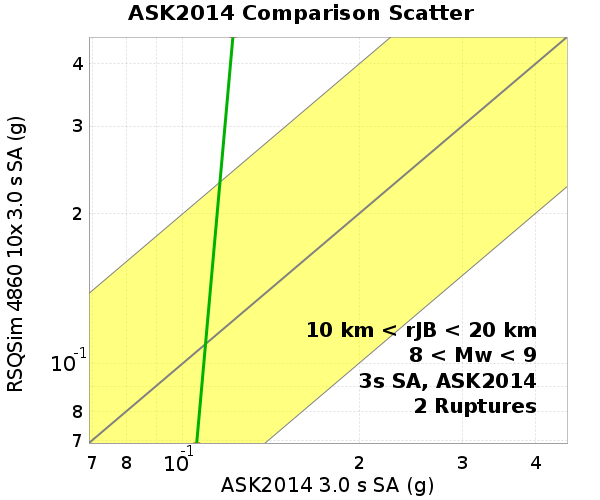 ASK2014 Comparison Scatter
RSQSim 4860 10x 3.0 s SA (g)
4
3
2
10⁻¹
8
7
10 km < rJB < 20 km
8 < Mw < 9
3s SA, ASK2014
2 Ruptures
7 8 10⁻¹ 2 3 4
ASK2014 3.0 s SA (g)